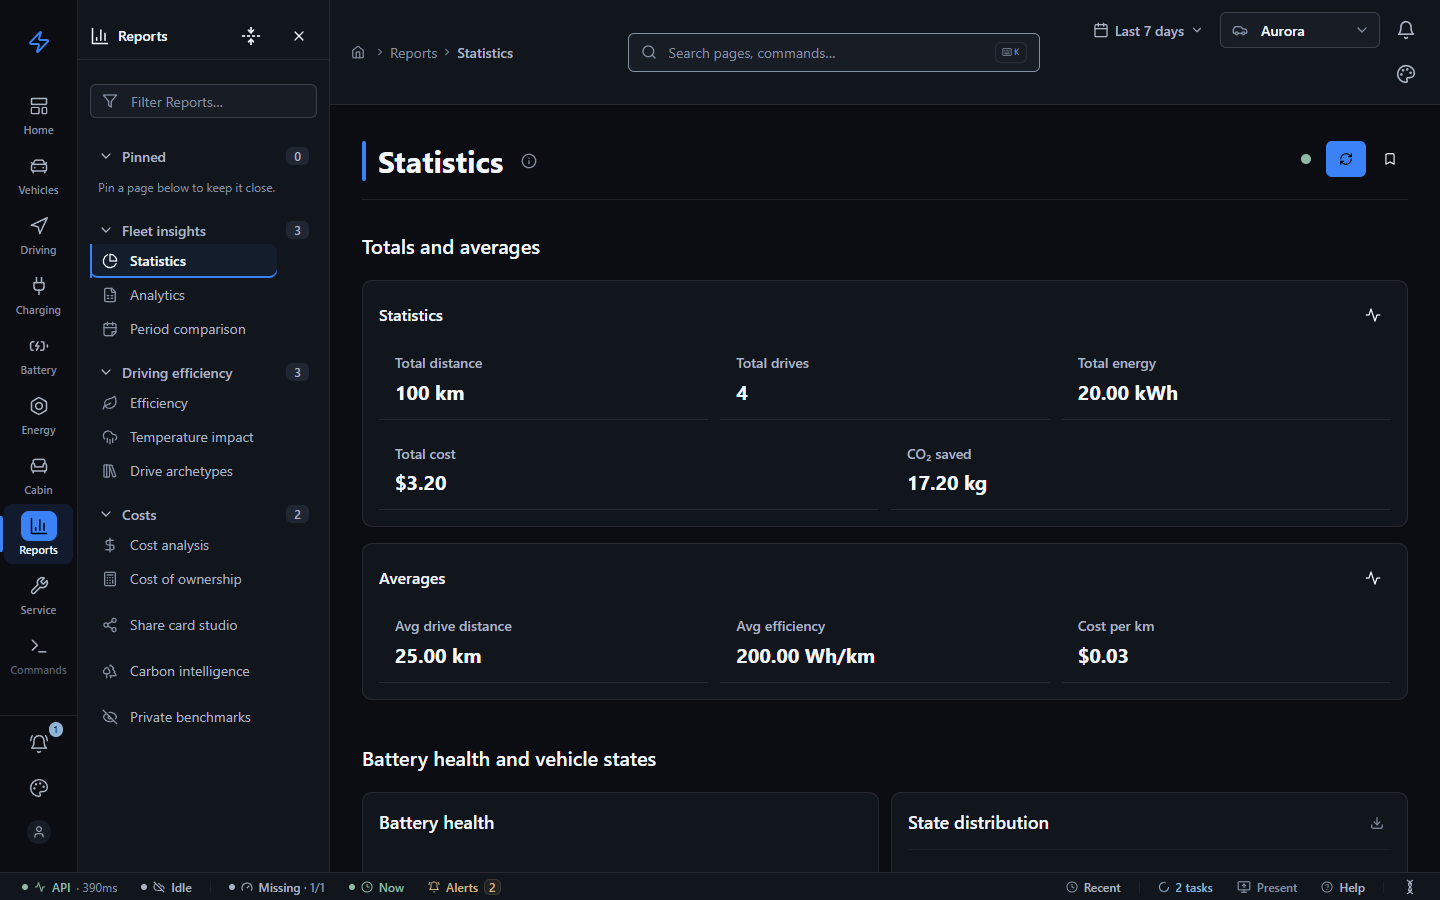 Reports
Home
Vehicles
Driving
Charging
Battery
Energy
Cabin
Reports
Service
Commands
1
Filter Reports...
Pinned 0
Pin a page below to keep it close.
Fleet insights 3
Statistics
Analytics
Period comparison
Driving efficiency 3
Efficiency
Temperature impact
Drive archetypes
Costs 2
Cost analysis
Cost of ownership
Share card studio
Carbon intelligence
Private benchmarks
Reports Statistics
Search pages, commands... K
Last 7 days
Aurora
Statistics
Totals and averages
Statistics
Total distance
100 km
Total drives
4
Total energy
20.00 kWh
Total cost
$3.20
CO₂ saved
17.20 kg
Averages
Avg drive distance
25.00 km
Avg efficiency
200.00 Wh/km
Cost per km
$0.03
Battery health and vehicle states
Battery health
State distribution
API · 390ms Idle Missing · 1/1 Now Alerts 2 Recent 2 tasks Present Help